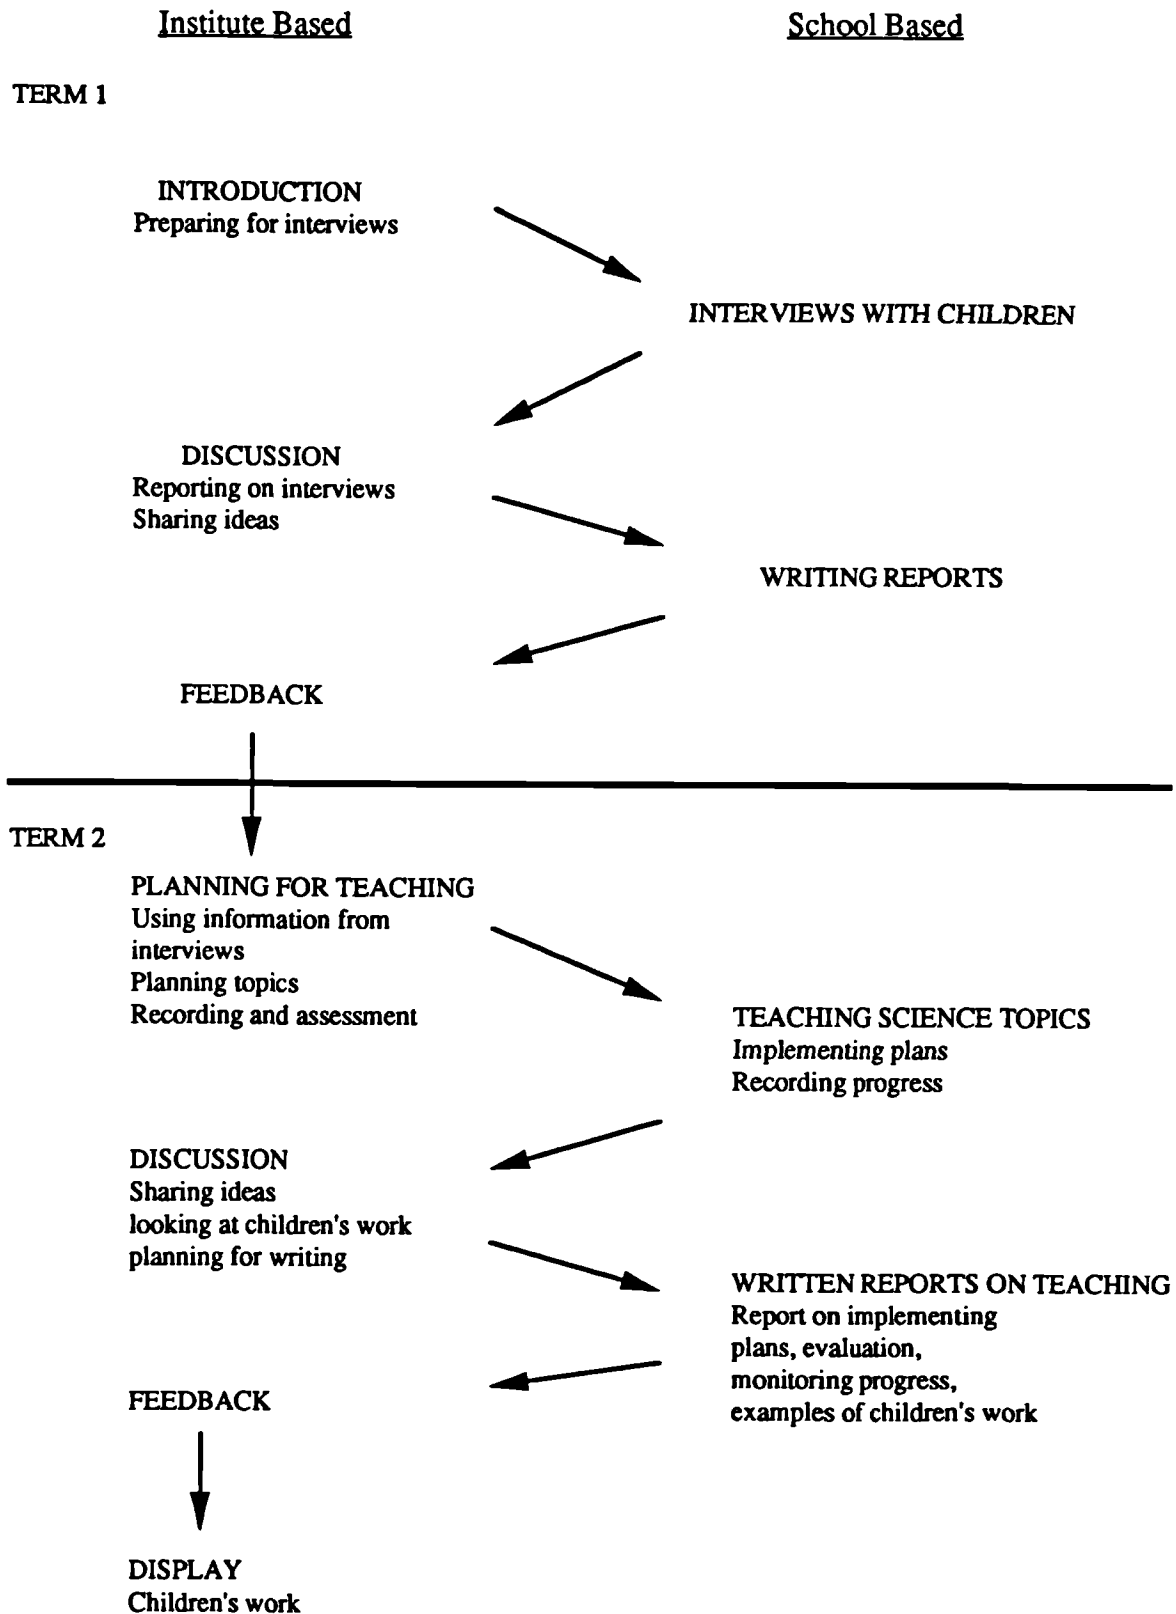 Institute Based
School Based
TERM 1
INTRODUCTION
Preparing for interviews
INTERVIEWS WITH CHILDREN
DISCUSSION
Reporting on interviews
Sharing ideas
WRITING REPORTS
FEEDBACK
TERM 2
PLANNING FOR TEACHING
Using information from
interviews
Planning topics
Recording and assessment
TEACHING SCIENCE TOPICS
Implementing plans
Recording progress
DISCUSSION
Sharing ideas
looking at children's work
planning for writing
WRITTEN REPORTS ON TEACHING
Report on implementing
plans, evaluation,
monitoring progress,
examples of children's work
FEEDBACK
DISPLAY
Children's work